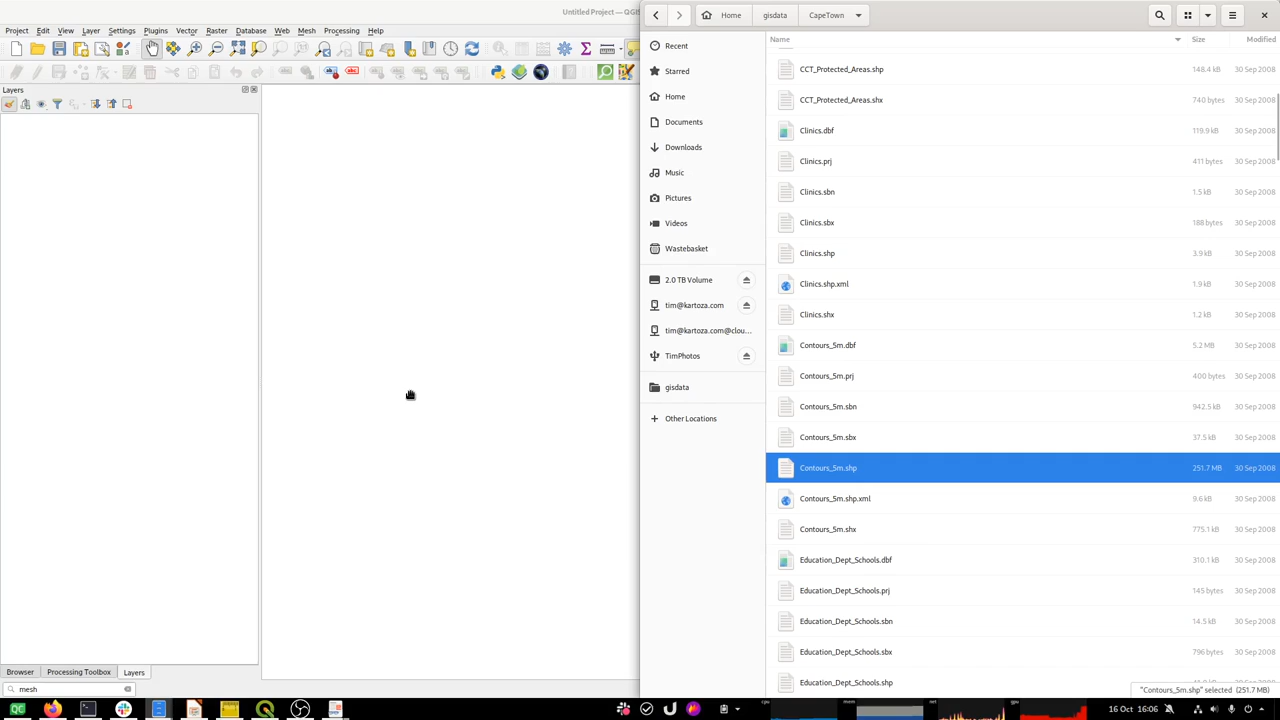 Untitled Project — QGIS
Project Edit View Layer Settings Plugins Vector Raster Database Web Mesh Processing Help
Layers
Browser Processing Toolbox Layers
mesh
Home gisdata CapeTown
Recent
Starred
Home
Documents
Downloads
Music
Pictures
Videos
Wastebasket
2.0 TB Volume
tim@kartoza.com
tim@kartoza.com@clou…
TimPhotos
gisdata
Other Locations
Name Size Modified
CCT_Protected_Areas.shp 148.4 kB 30 Sep 2008
CCT_Protected_Areas.shx 740 bytes 30 Sep 2008
Clinics.dbf 119.9 kB 30 Sep 2008
Clinics.prj 411 bytes 30 Sep 2008
Clinics.sbn 1.5 kB 30 Sep 2008
Clinics.sbx 188 bytes 30 Sep 2008
Clinics.shp 3.9 kB 30 Sep 2008
Clinics.shp.xml 1.9 kB 30 Sep 2008
Clinics.shx 1.2 kB 30 Sep 2008
Contours_5m.dbf 5.2 MB 30 Sep 2008
Contours_5m.prj 400 bytes 30 Sep 2008
Contours_5m.sbn 942.5 kB 30 Sep 2008
Contours_5m.sbx 37.5 kB 30 Sep 2008
Contours_5m.shp 251.7 MB 30 Sep 2008
Contours_5m.shp.xml 9.6 kB 30 Sep 2008
Contours_5m.shx 775.1 kB 30 Sep 2008
Education_Dept_Schools.dbf 310.1 kB 30 Sep 2008
Education_Dept_Schools.prj 145 bytes 30 Sep 2008
Education_Dept_Schools.sbn 14.5 kB 30 Sep 2008
Education_Dept_Schools.sbx 796 bytes 30 Sep 2008
Education_Dept_Schools.shp
"Contours_5m.shp" selected (251.7 MB)
cpu mem net gpu 16 Oct 16:06